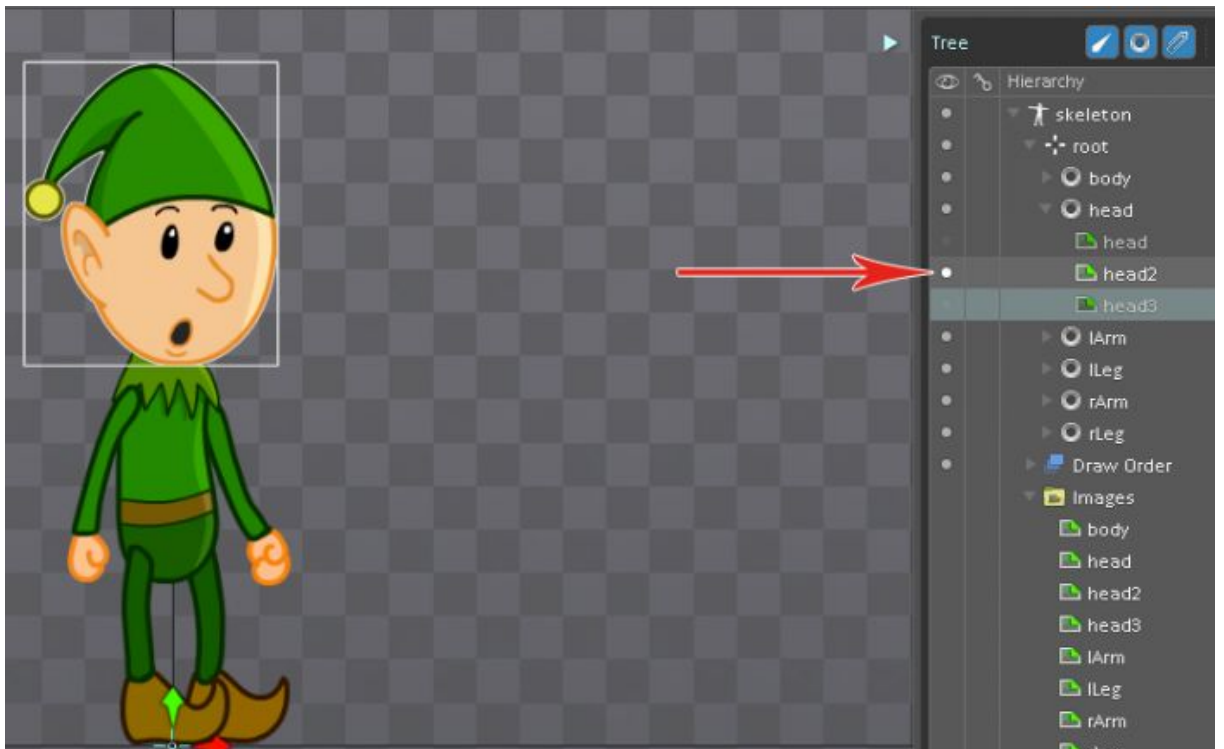 Tree
Hierarchy
skeleton
root
body
head
head
head2
head3
lArm
lLeg
rArm
rLeg
Draw Order
Images
body
head
head2
head3
lArm
lLeg
rArm